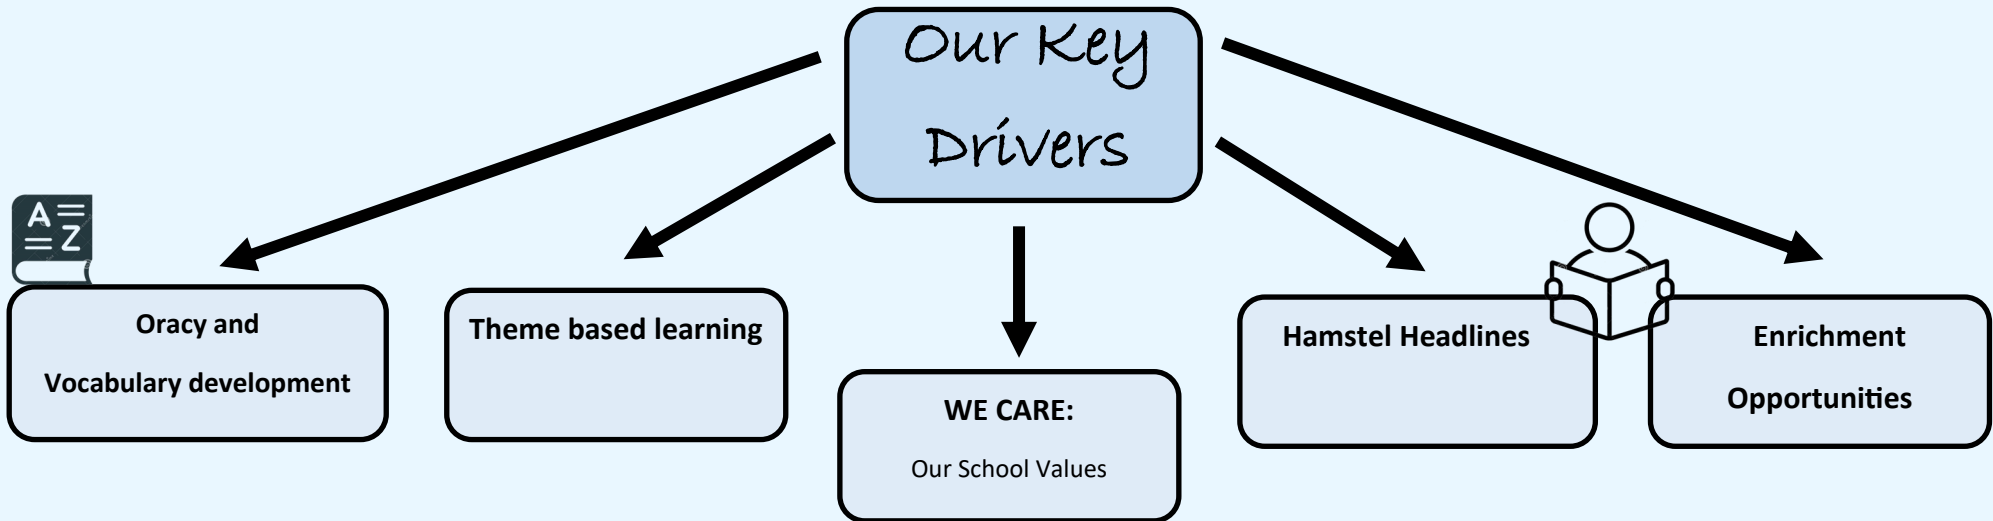 Our Key
Drivers
A
Z
Oracy and
Vocabulary development
Theme based learning
WE CARE:
Our School Values
Hamstel Headlines
Enrichment
Opportunities